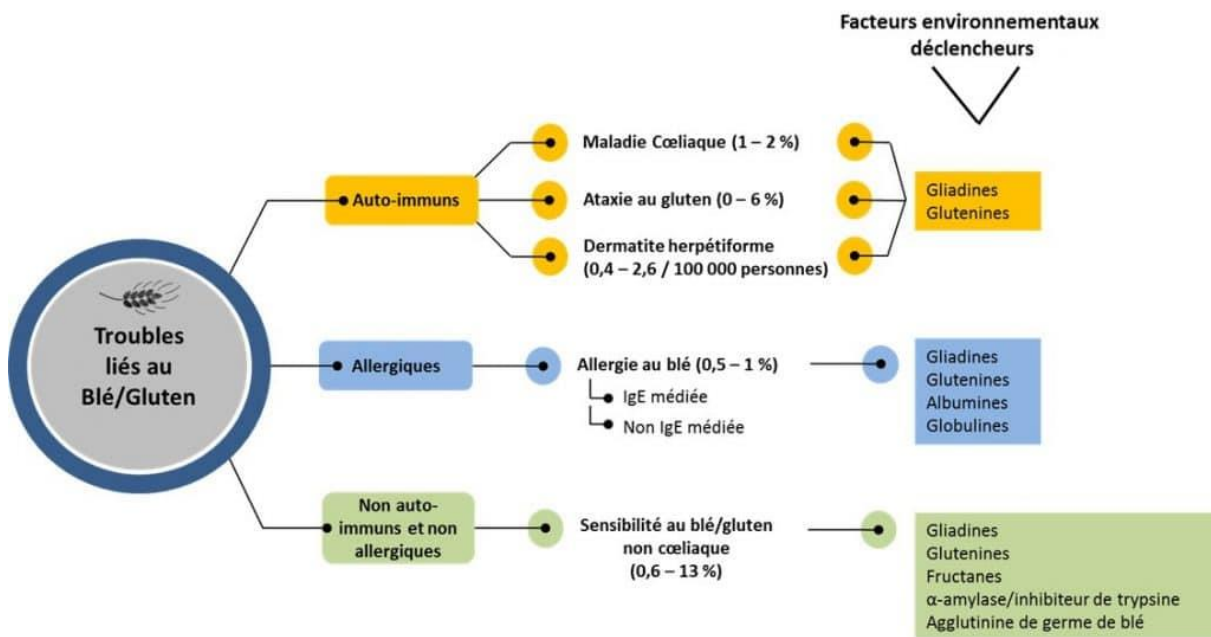 Facteurs environnementaux
déclencheurs
Troubles
liés au
Blé/Gluten
Auto-immuns
Maladie Cœliaque (1 – 2 %)
Ataxie au gluten (0 – 6 %)
Dermatite herpétiforme
(0,4 – 2,6 / 100 000 personnes)
Gliadines
Glutenines
Allergiques
Allergie au blé (0,5 – 1 %)
IgE médiée
Non IgE médiée
Gliadines
Glutenines
Albumines
Globulines
Non auto-
immuns et non
allergiques
Sensibilité au blé/gluten
non cœliaque
(0,6 – 13 %)
Gliadines
Glutenines
Fructanes
α-amylase/inhibiteur de trypsine
Agglutinine de germe de blé